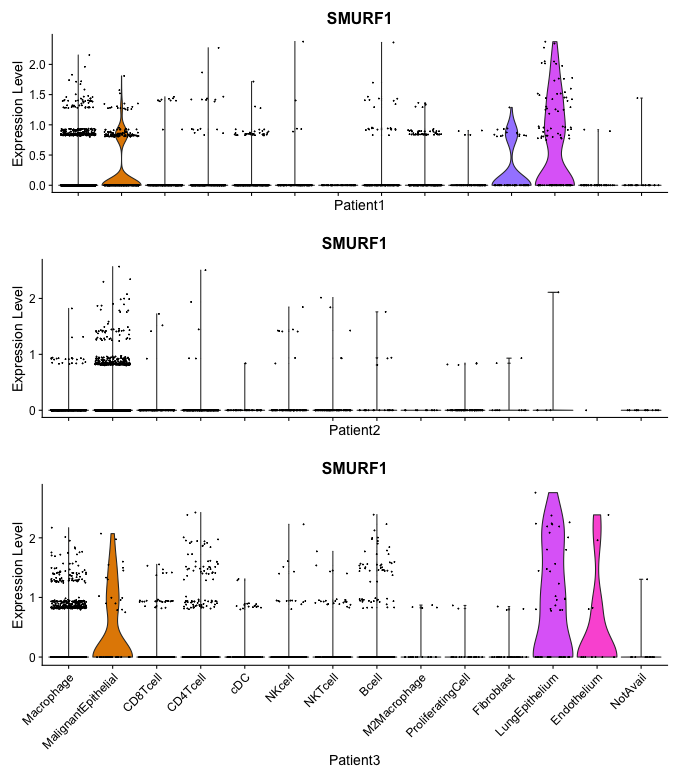 SMURF1
Expression Level
2.0
1.5
1.0
0.5
0.0
Patient1
SMURF1
Expression Level
2
1
0
Patient2
SMURF1
Expression Level
2
1
0
Macrophage
MalignantEpithelial
CD8Tcell
CD4Tcell
cDC
NKcell
NKTcell
Bcell
M2Macrophage
ProliferatingCell
Fibroblast
LungEpithelium
Endothelium
NotAvail
Patient3